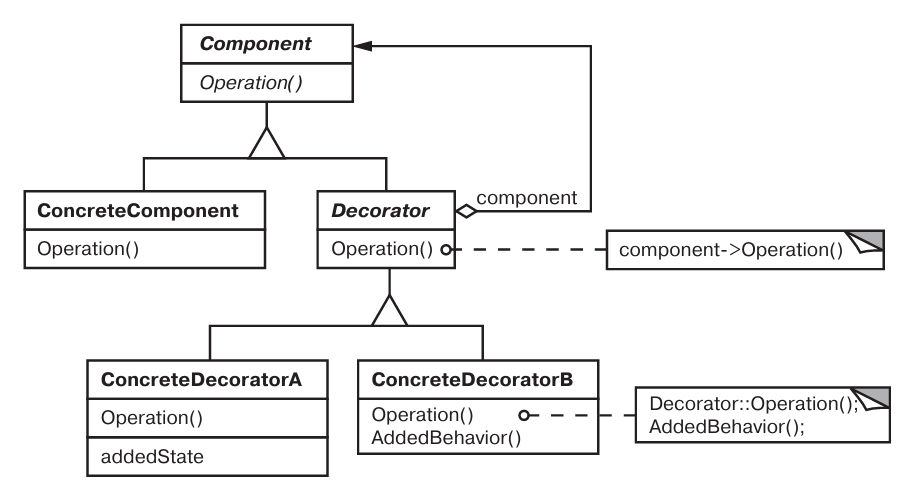 Component
Operation()
component
ConcreteComponent
Operation()
Decorator
Operation()
component->Operation()
ConcreteDecoratorA
Operation()
addedState
ConcreteDecoratorB
Operation()
AddedBehavior()
Decorator::Operation();
AddedBehavior();